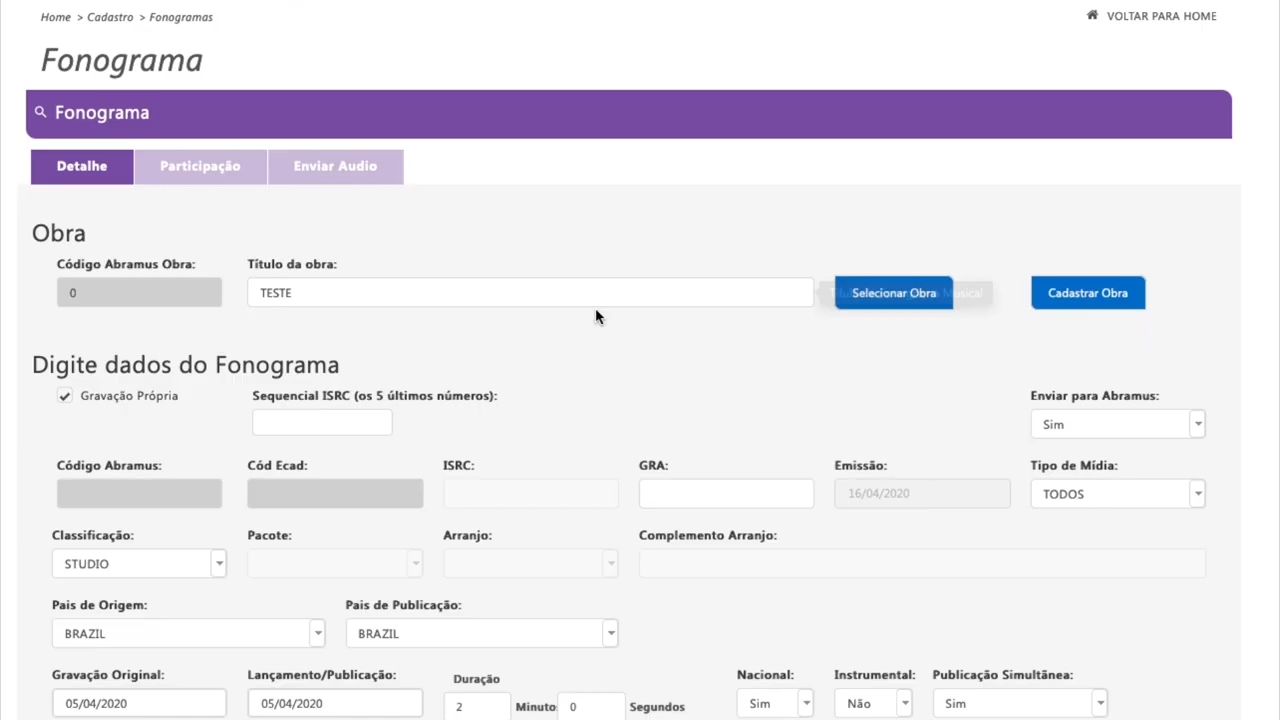 Home > Cadastro > Fonogramas
VOLTAR PARA HOME
Fonograma
Fonograma
Detalhe Participação Enviar Audio
Obra
Código Abramus Obra: Título da obra:
0 TESTE Selecionar Obra Cadastrar Obra
Digite dados do Fonograma
Gravação Própria Sequencial ISRC (os 5 últimos números): Enviar para Abramus:
Sim
Código Abramus: Cód Ecad: ISRC: GRA: Emissão: Tipo de Mídia:
16/04/2020 TODOS
Classificação: Pacote: Arranjo: Complemento Arranjo:
STUDIO
Pais de Origem: Pais de Publicação:
BRAZIL BRAZIL
Gravação Original: Lançamento/Publicação: Duração Nacional: Instrumental: Publicação Simultânea:
05/04/2020 05/04/2020 2 Minuto 0 Segundos Sim Não Sim